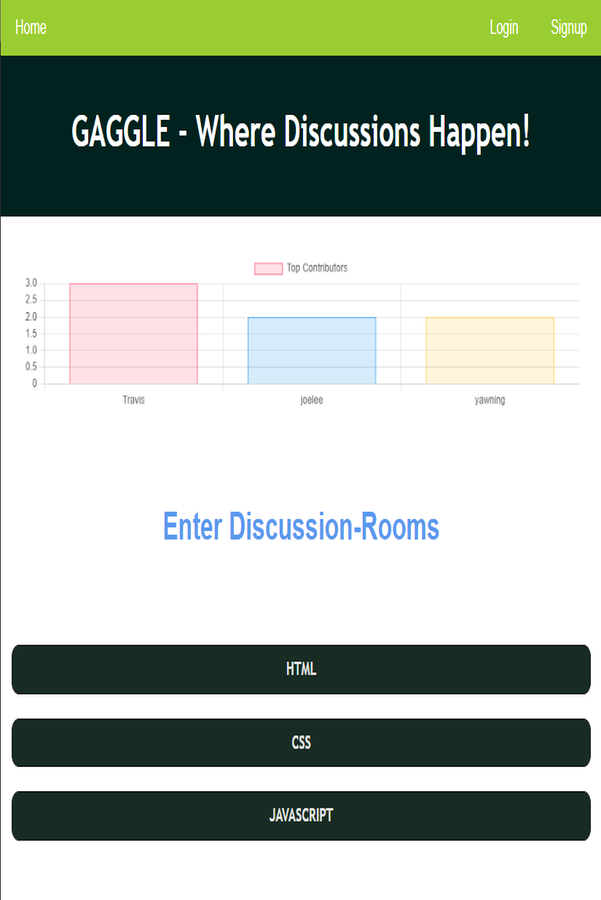 Home Login Signup
GAGGLE - Where Discussions Happen!
Top Contributors
3.0
2.5
2.0
1.5
1.0
0.5
0
Travis joelee yawning
Enter Discussion-Rooms
HTML
CSS
JAVASCRIPT